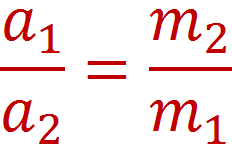 a₁/a₂ = m₂/m₁